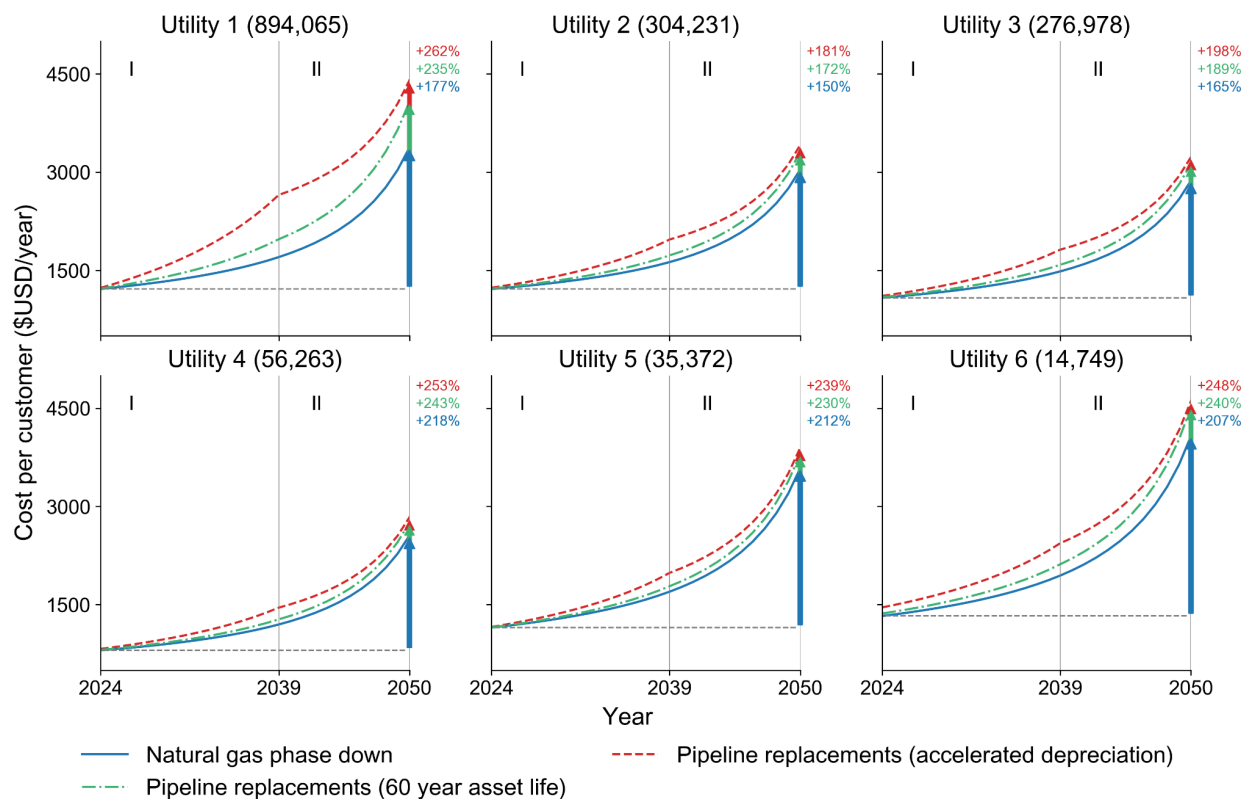 Utility 1 (894,065)
Utility 2 (304,231)
Utility 3 (276,978)
4500
3000
1500
I
II
+262%
+235%
+177%
I
II
+181%
+172%
+150%
I
II
+198%
+189%
+165%
Cost per customer ($USD/year)
Utility 4 (56,263)
Utility 5 (35,372)
Utility 6 (14,749)
4500
3000
1500
I
II
+253%
+243%
+218%
I
II
+239%
+230%
+212%
I
II
+248%
+240%
+207%
2024 2039 2050
2024 2039 2050
2024 2039 2050
Year
Natural gas phase down
Pipeline replacements (60 year asset life)
Pipeline replacements (accelerated depreciation)